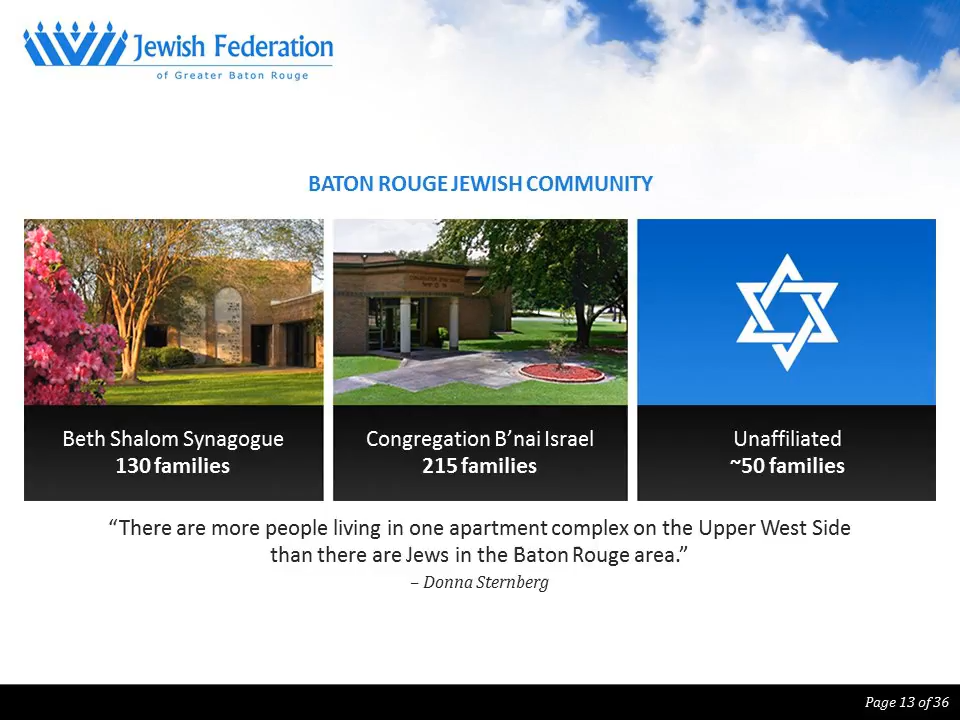 Jewish Federation
of Greater Baton Rouge
BATON ROUGE JEWISH COMMUNITY
Beth Shalom Synagogue
130 families
Congregation B’nai Israel
215 families
Unaffiliated
~50 families
“There are more people living in one apartment complex on the Upper West Side
than there are Jews in the Baton Rouge area.”
– Donna Sternberg
Page 13 of 36